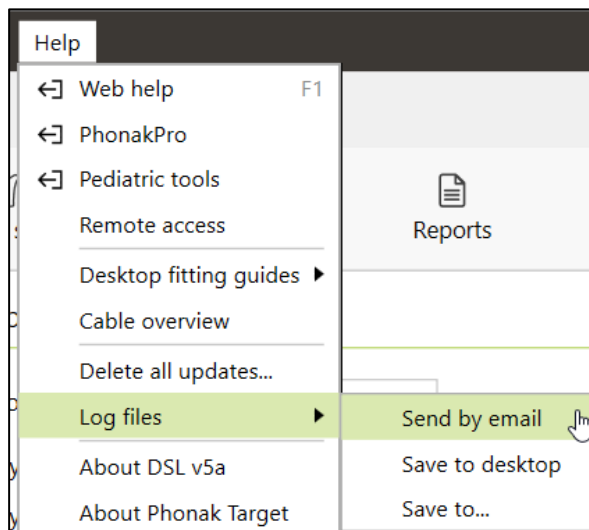 Help
Web help F1
PhonakPro
Pediatric tools
Remote access
Reports
Desktop fitting guides
Cable overview
Delete all updates...
Log files
Send by email
About DSL v5a
Save to desktop
About Phonak Target
Save to...